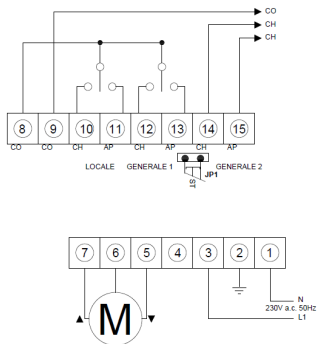 CO
CH
CH
8 9 10 11 12 13 14 15
CO CO CH AP CH AP CH AP
LOCALE GENERALE 1 GENERALE 2
JP1
ST
7 6 5 4 3 2 1
M
N
230V a.c. 50Hz
L1